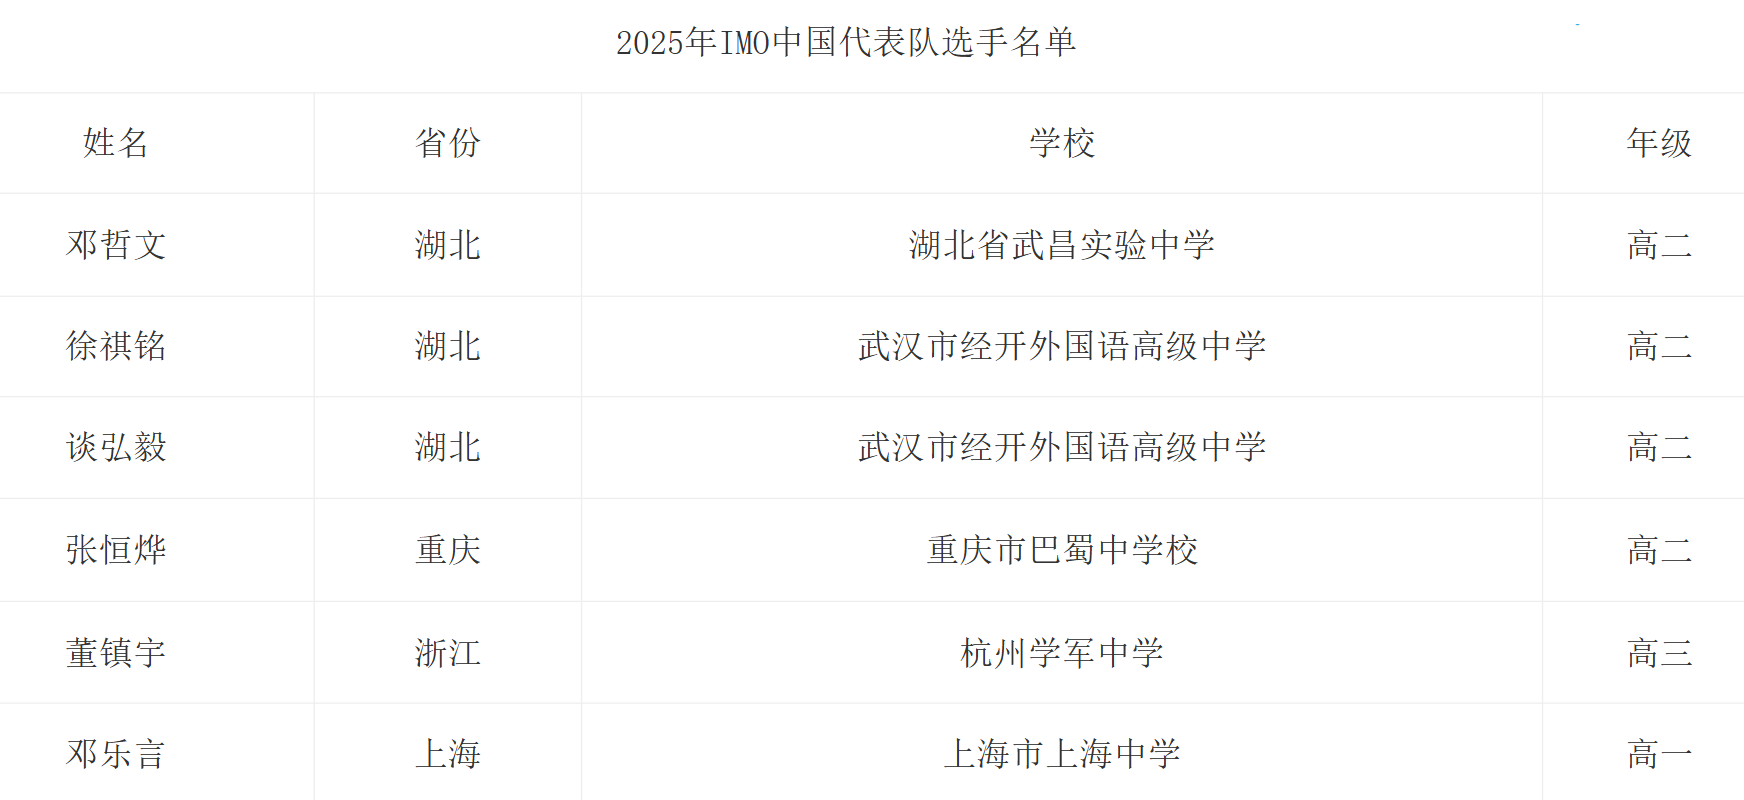 2025年IMO中国代表队选手名单
姓名 省份 学校 年级
邓哲文 湖北 湖北省武昌实验中学 高二
徐祺铭 湖北 武汉市经开外国语高级中学 高二
谈弘毅 湖北 武汉市经开外国语高级中学 高二
张恒烨 重庆 重庆市巴蜀中学校 高二
董镇宇 浙江 杭州学军中学 高三
邓乐言 上海 上海市上海中学 高一